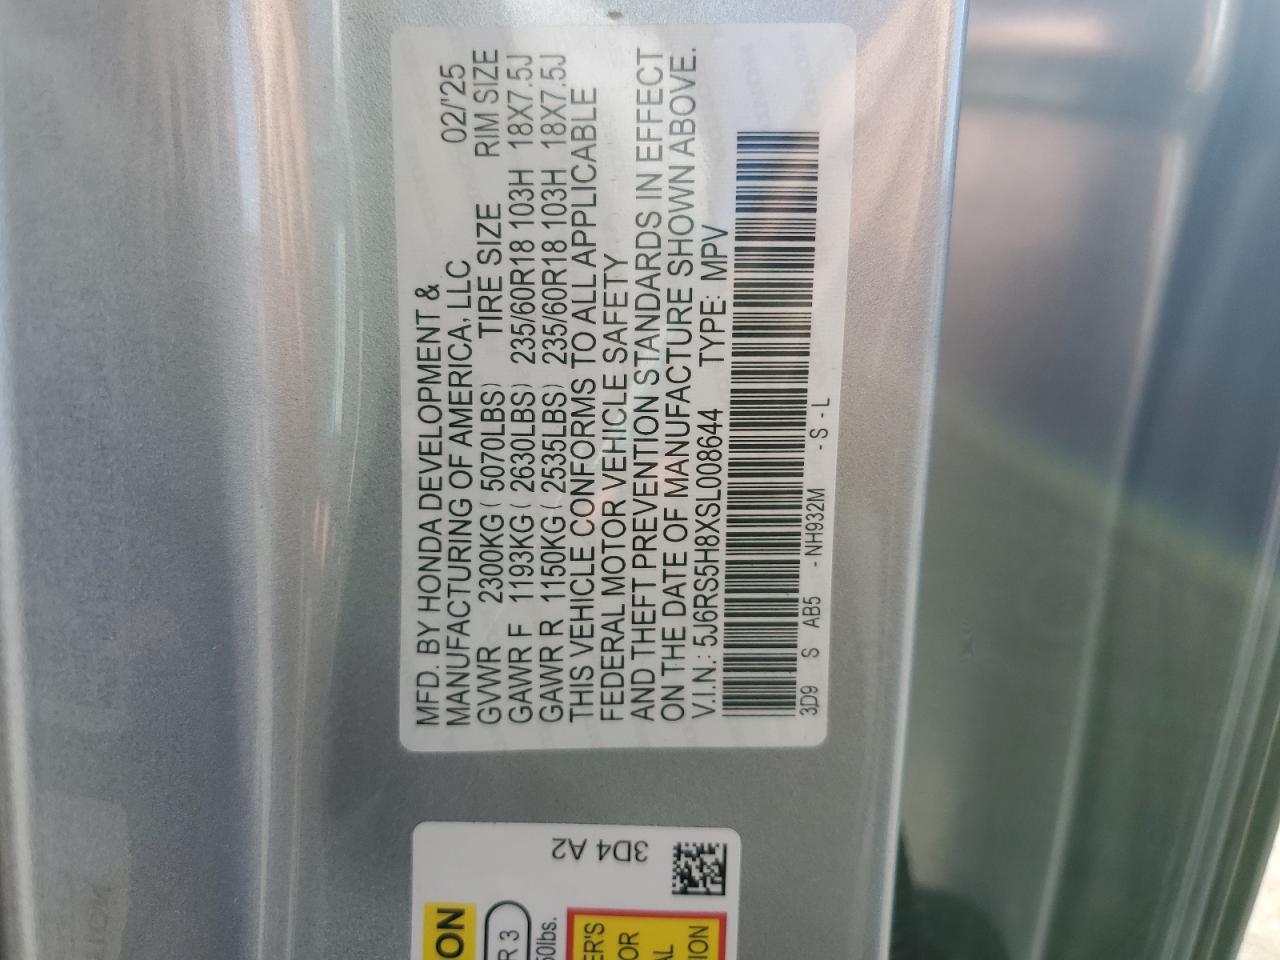 MFD. BY HONDA DEVELOPMENT &
MANUFACTURING OF AMERICA, LLC 02/'25
GVWR 2300KG ( 5070LBS) TIRE SIZE RIM SIZE
GAWR F 1193KG ( 2630LBS) 235/60R18 103H 18X7.5J
GAWR R 1150KG ( 2535LBS) 235/60R18 103H 18X7.5J
THIS VEHICLE CONFORMS TO ALL APPLICABLE
FEDERAL MOTOR VEHICLE SAFETY
AND THEFT PREVENTION STANDARDS IN EFFECT
ON THE DATE OF MANUFACTURE SHOWN ABOVE.
V.I.N.: 5J6RS5H8XSL008644 TYPE: MPV
3D9 S AB5 - NH932M - S - L
3D4 A2
ON
R 3
50lbs.
ER'S
OR
AL
TION